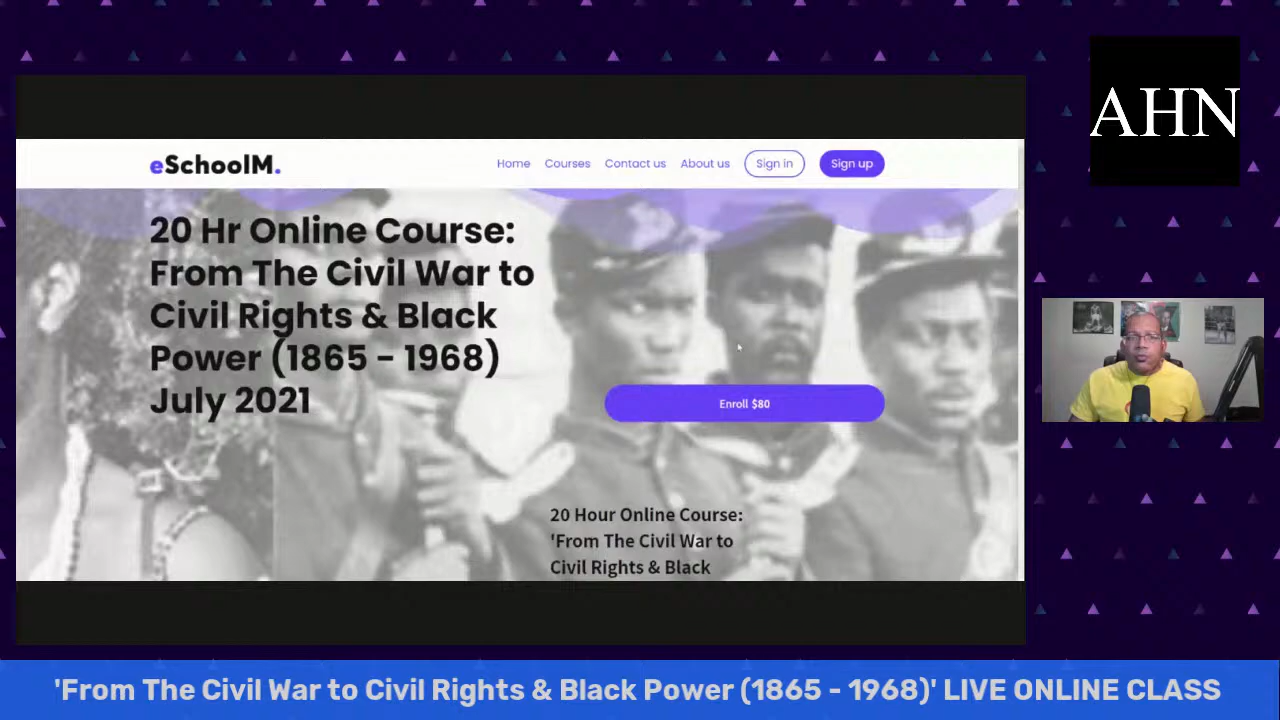 AHN
eSchoolM.
Home Courses Contact us About us Sign in Sign up
20 Hr Online Course:
From The Civil War to
Civil Rights & Black
Power (1865 - 1968)
July 2021
Enroll $80
20 Hour Online Course:
'From The Civil War to
Civil Rights & Black
'From The Civil War to Civil Rights & Black Power (1865 - 1968)' LIVE ONLINE CLASS